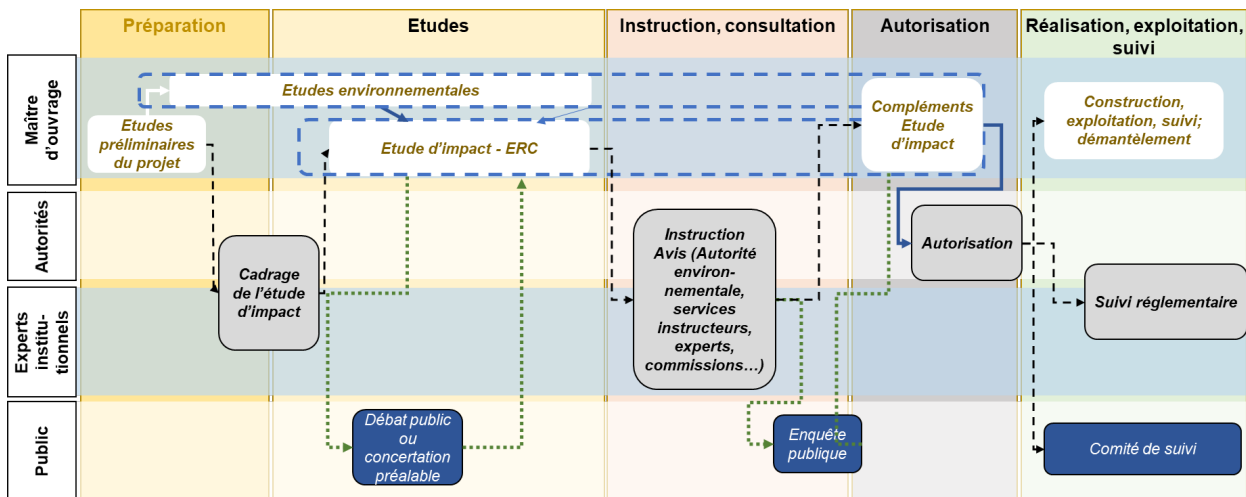 Préparation
Etudes
Instruction, consultation
Autorisation
Réalisation, exploitation,
suivi
Maître
d'ouvrage
Etudes environnementales
Etudes
préliminaires
du projet
Etude d'impact - ERC
Compléments
Etude
d'impact
Construction,
exploitation, suivi;
démantèlement
Autorités
Cadrage
de l'étude
d'impact
Instruction
Avis (Autorité
environ-
nementale,
services
instructeurs,
experts,
commissions…)
Autorisation
Suivi réglementaire
Experts
institu-
tionnels
Public
Débat public
ou
concertation
préalable
Enquête
publique
Comité de suivi